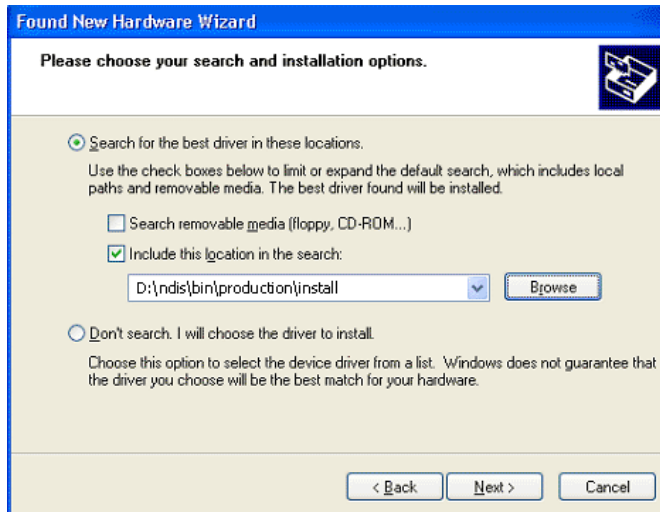 Found New Hardware Wizard
Please choose your search and installation options.
Search for the best driver in these locations.
Use the check boxes below to limit or expand the default search, which includes local
paths and removable media. The best driver found will be installed.
Search removable media (floppy, CD-ROM...)
Include this location in the search:
D:\ndis\bin\production\install
Browse
Don't search. I will choose the driver to install.
Choose this option to select the device driver from a list. Windows does not guarantee that
the driver you choose will be the best match for your hardware.
< Back
Next >
Cancel